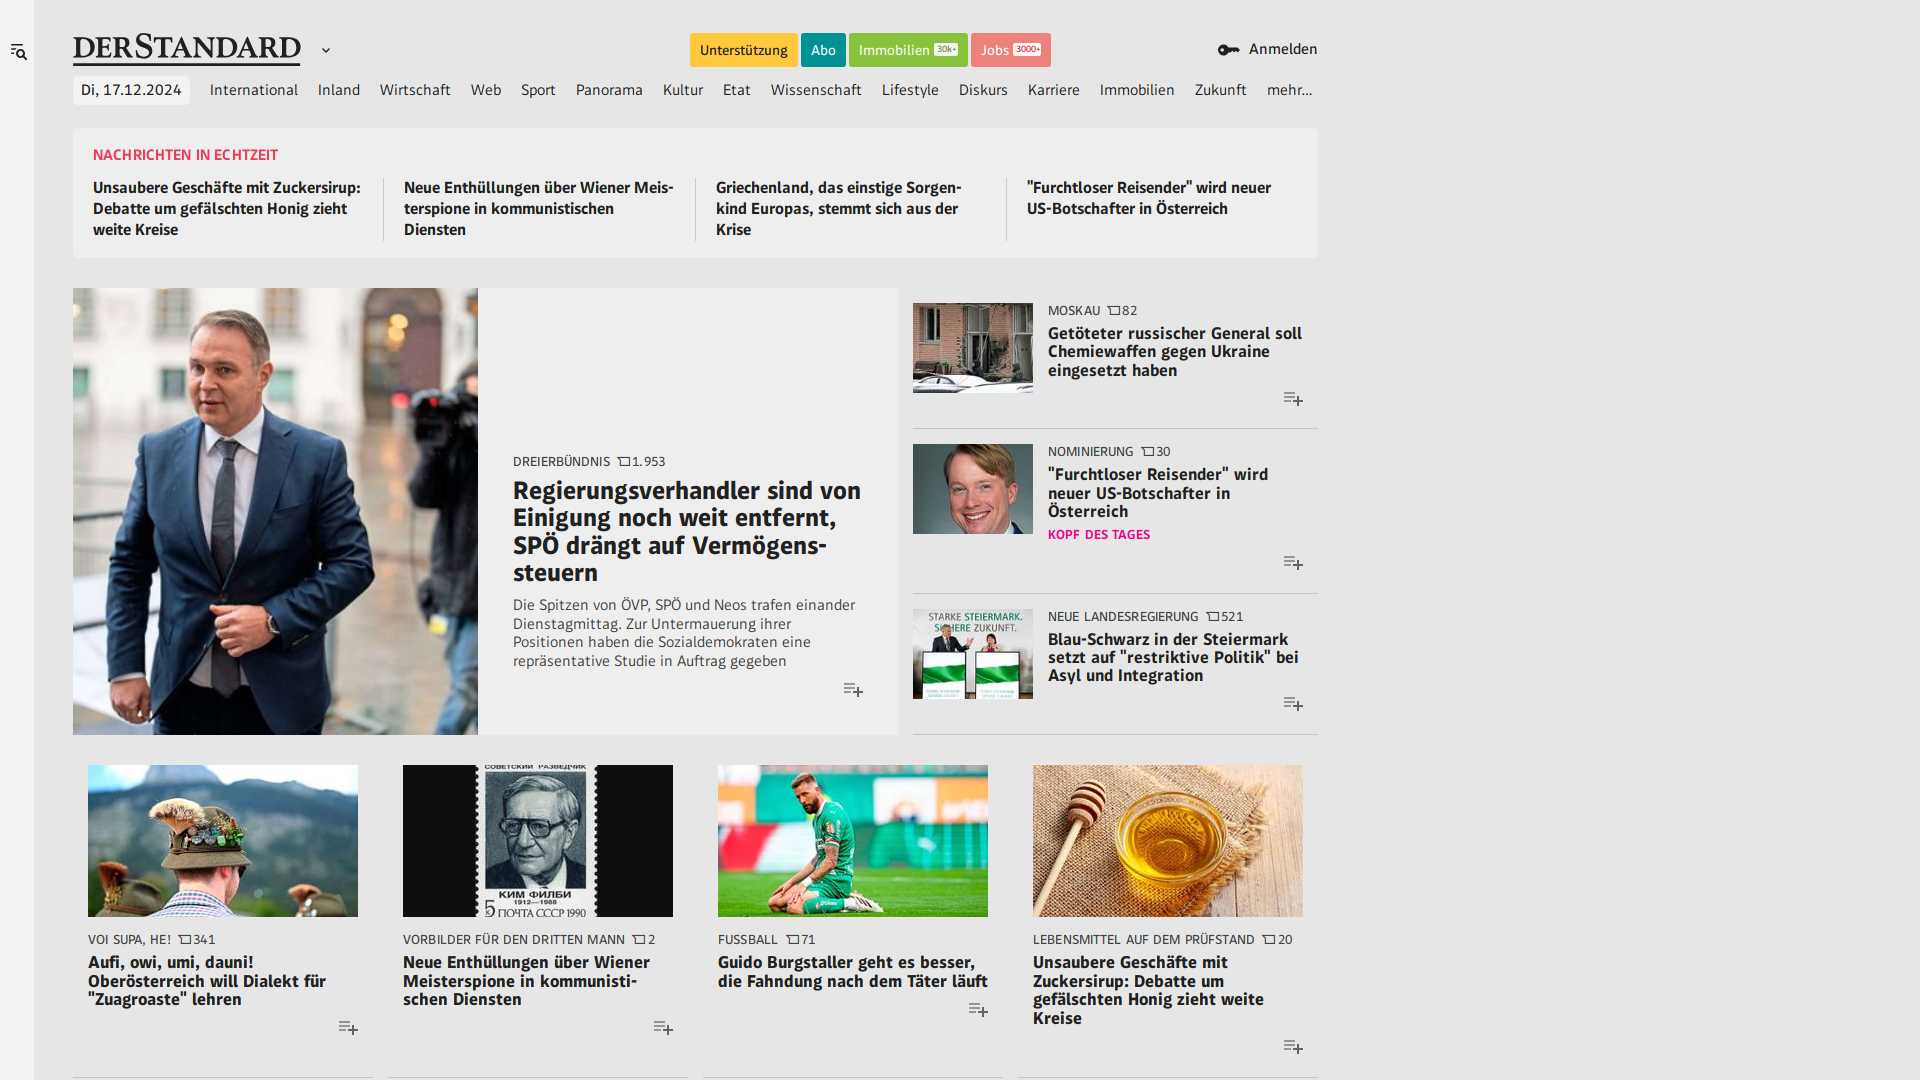 DERSTANDARD
Unterstützung
Abo
Immobilien 30k+
Jobs 3000+
Anmelden
Di, 17.12.2024
International
Inland
Wirtschaft
Web
Sport
Panorama
Kultur
Etat
Wissenschaft
Lifestyle
Diskurs
Karriere
Immobilien
Zukunft
mehr...
NACHRICHTEN IN ECHTZEIT
Unsaubere Geschäfte mit Zuckersirup:
Debatte um gefälschten Honig zieht
weite Kreise
Neue Enthüllungen über Wiener Meis-
terspione in kommunistischen
Diensten
Griechenland, das einstige Sorgen-
kind Europas, stemmt sich aus der
Krise
"Furchtloser Reisender" wird neuer
US-Botschafter in Österreich
DREIERBÜNDNIS 1.953
Regierungsverhandler sind von
Einigung noch weit entfernt,
SPÖ drängt auf Vermögens-
steuern
Die Spitzen von ÖVP, SPÖ und Neos trafen einander
Dienstagmittag. Zur Untermauerung ihrer
Positionen haben die Sozialdemokraten eine
repräsentative Studie in Auftrag gegeben
MOSKAU 82
Getöteter russischer General soll
Chemiewaffen gegen Ukraine
eingesetzt haben
NOMINIERUNG 30
"Furchtloser Reisender" wird
neuer US-Botschafter in
Österreich
KOPF DES TAGES
STARKE STEIERMARK.
SICHERE ZUKUNFT.
NEUE LANDESREGIERUNG 521
Blau-Schwarz in der Steiermark
setzt auf "restriktive Politik" bei
Asyl und Integration
VOI SUPA, HE! 341
Aufi, owi, umi, dauni!
Oberösterreich will Dialekt für
"Zuagroaste" lehren
СОВЕТСКИЙ РАЗВЕДЧИК
КИМ ФИЛБИ
1912–1988
5 ПОЧТА СССР 1990
VORBILDER FÜR DEN DRITTEN MANN 2
Neue Enthüllungen über Wiener
Meisterspione in kommunisti-
schen Diensten
FUSSBALL 71
Guido Burgstaller geht es besser,
die Fahndung nach dem Täter läuft
LEBENSMITTEL AUF DEM PRÜFSTAND 20
Unsaubere Geschäfte mit
Zuckersirup: Debatte um
gefälschten Honig zieht weite
Kreise